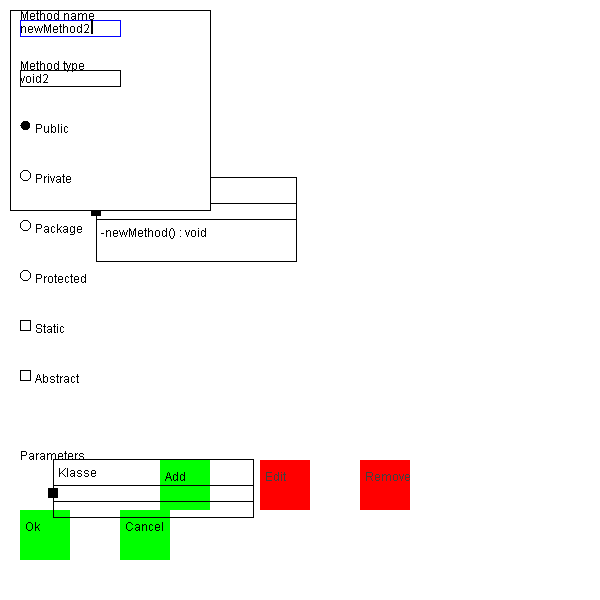 Method name
newMethod2
Method type
void2
Public
Private
Package
-newMethod() : void
Protected
Static
Abstract
Parameters
Klasse
Add
Edit
Remove
Ok
Cancel